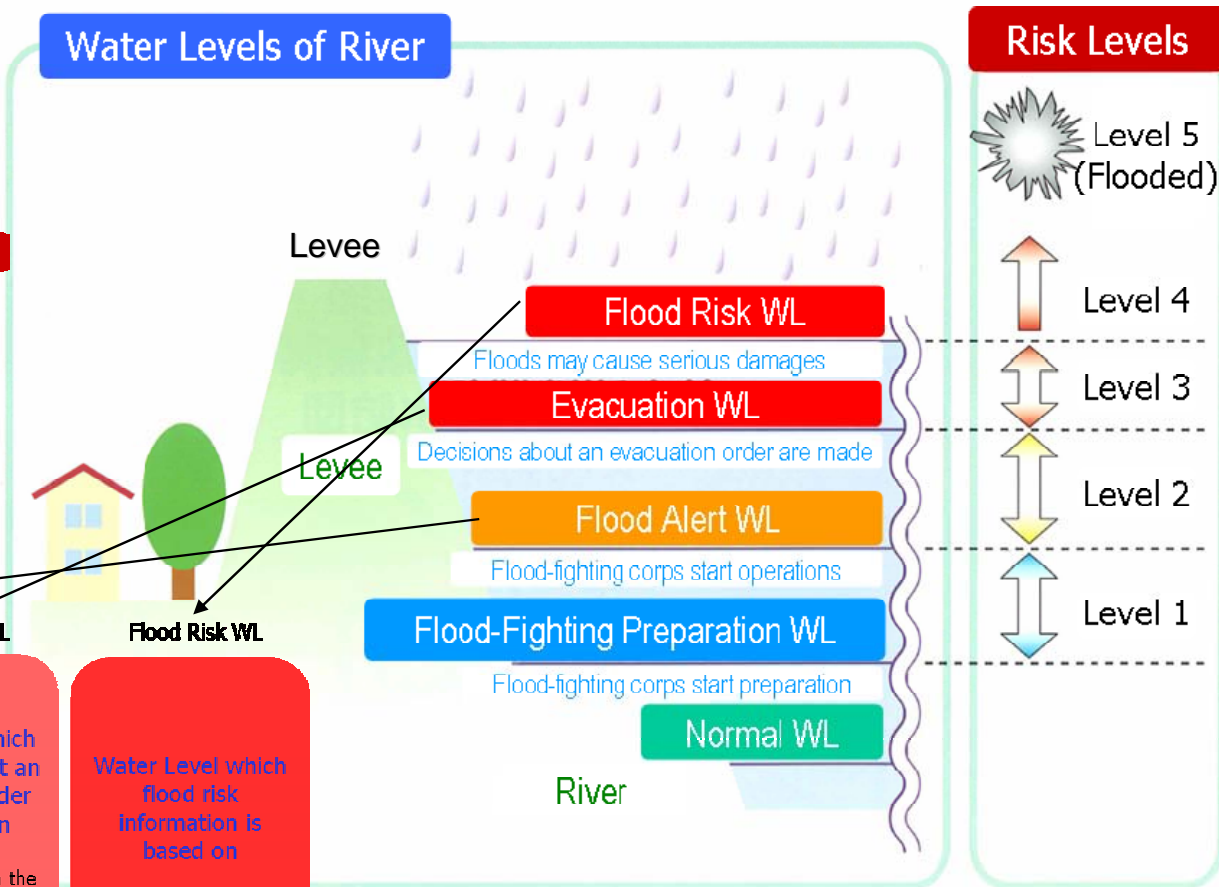 Water Levels of River
Risk Levels
Level 5
(Flooded)
Levee
Flood Risk WL
Level 4
Floods may cause serious damages
Evacuation WL
Level 3
Levee
Decisions about an evacuation order are made
Flood Alert WL
Level 2
Flood-fighting corps start operations
Flood-Fighting Preparation WL
Level 1
Flood-fighting corps start preparation
Normal WL
River
Flood Risk WL
Water Level which
flood risk
information is
based on
an
the